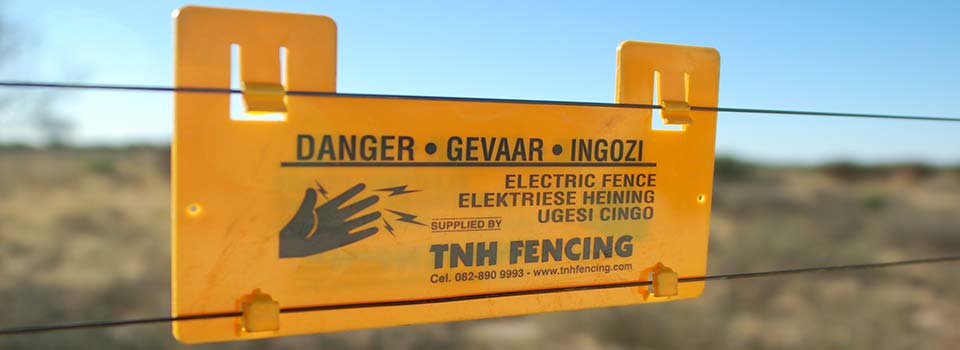 DANGER • GEVAAR • INGOZI
ELECTRIC FENCE
ELEKTRIESE HEINING
UGESI CINGO
SUPPLIED BY
TNH FENCING
Cel. 082-890 9993 - www.tnhfencing.com